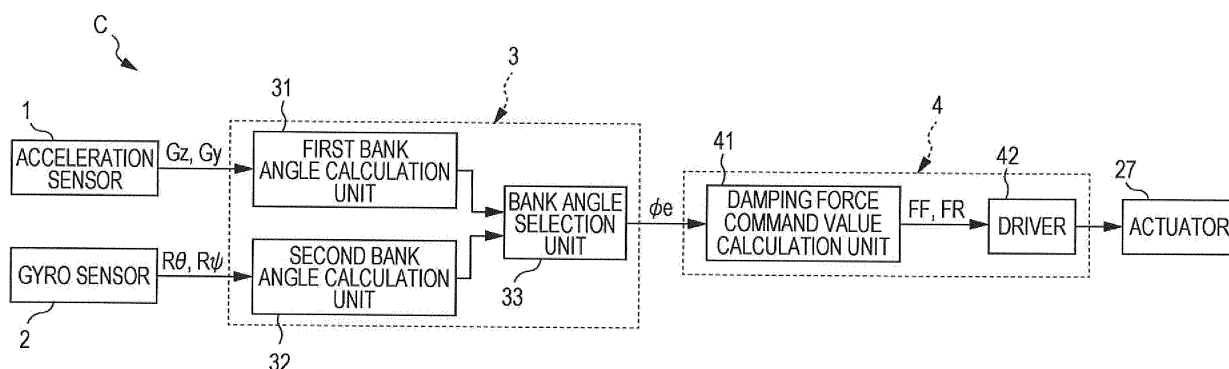 C
1
ACCELERATION
SENSOR
Gz, Gy
31
FIRST BANK
ANGLE CALCULATION
UNIT
3
GYRO SENSOR
2
Rθ, Rψ
SECOND BANK
ANGLE CALCULATION
UNIT
32
BANK ANGLE
SELECTION
UNIT
33
ϕe
4
41
DAMPING FORCE
COMMAND VALUE
CALCULATION UNIT
FF, FR
42
DRIVER
27
ACTUATOR